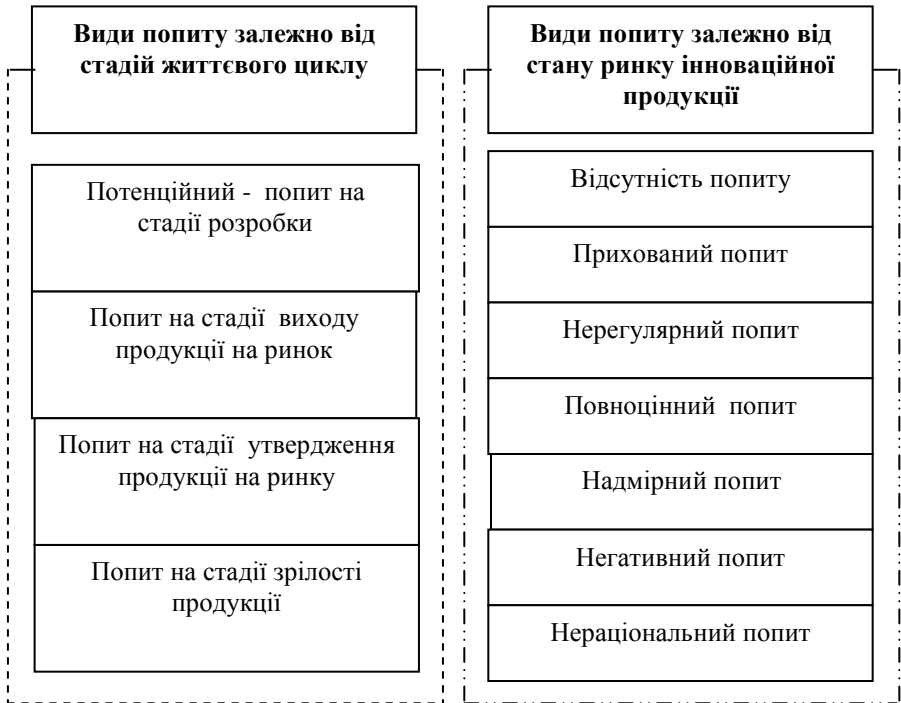 Види попиту залежно від
стадій життєвого циклу
Потенційний - попит на
стадії розробки
Попит на стадії виходу
продукції на ринок
Попит на стадії утвердження
продукції на ринку
Попит на стадії зрілості
продукції
Види попиту залежно від
стану ринку інноваційної
продукції
Відсутність попиту
Прихований попит
Нерегулярний попит
Повноцінний попит
Надмірний попит
Негативний попит
Нераціональний попит